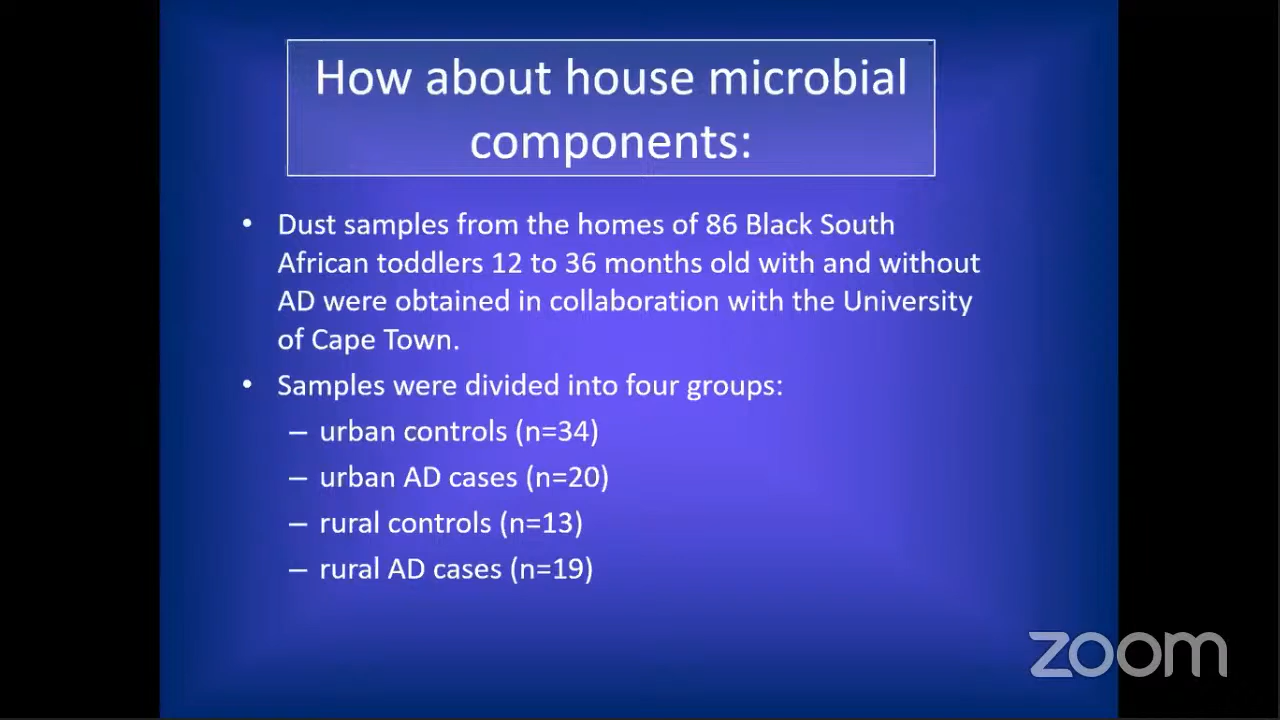 How about house microbial
components:
• Dust samples from the homes of 86 Black South
African toddlers 12 to 36 months old with and without
AD were obtained in collaboration with the University
of Cape Town.
• Samples were divided into four groups:
– urban controls (n=34)
– urban AD cases (n=20)
– rural controls (n=13)
– rural AD cases (n=19)
zoom